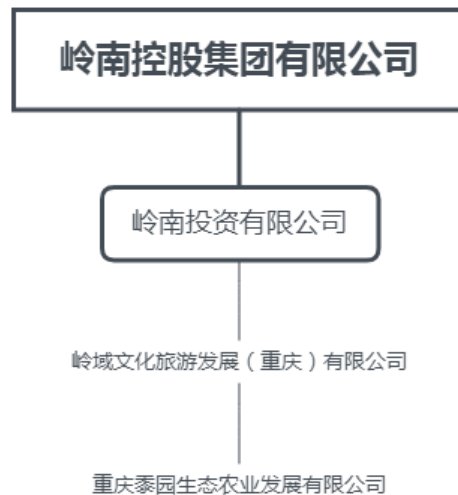 岭南控股集团有限公司
岭南投资有限公司
岭域文化旅游发展（重庆）有限公司
重庆黍园生态农业发展有限公司